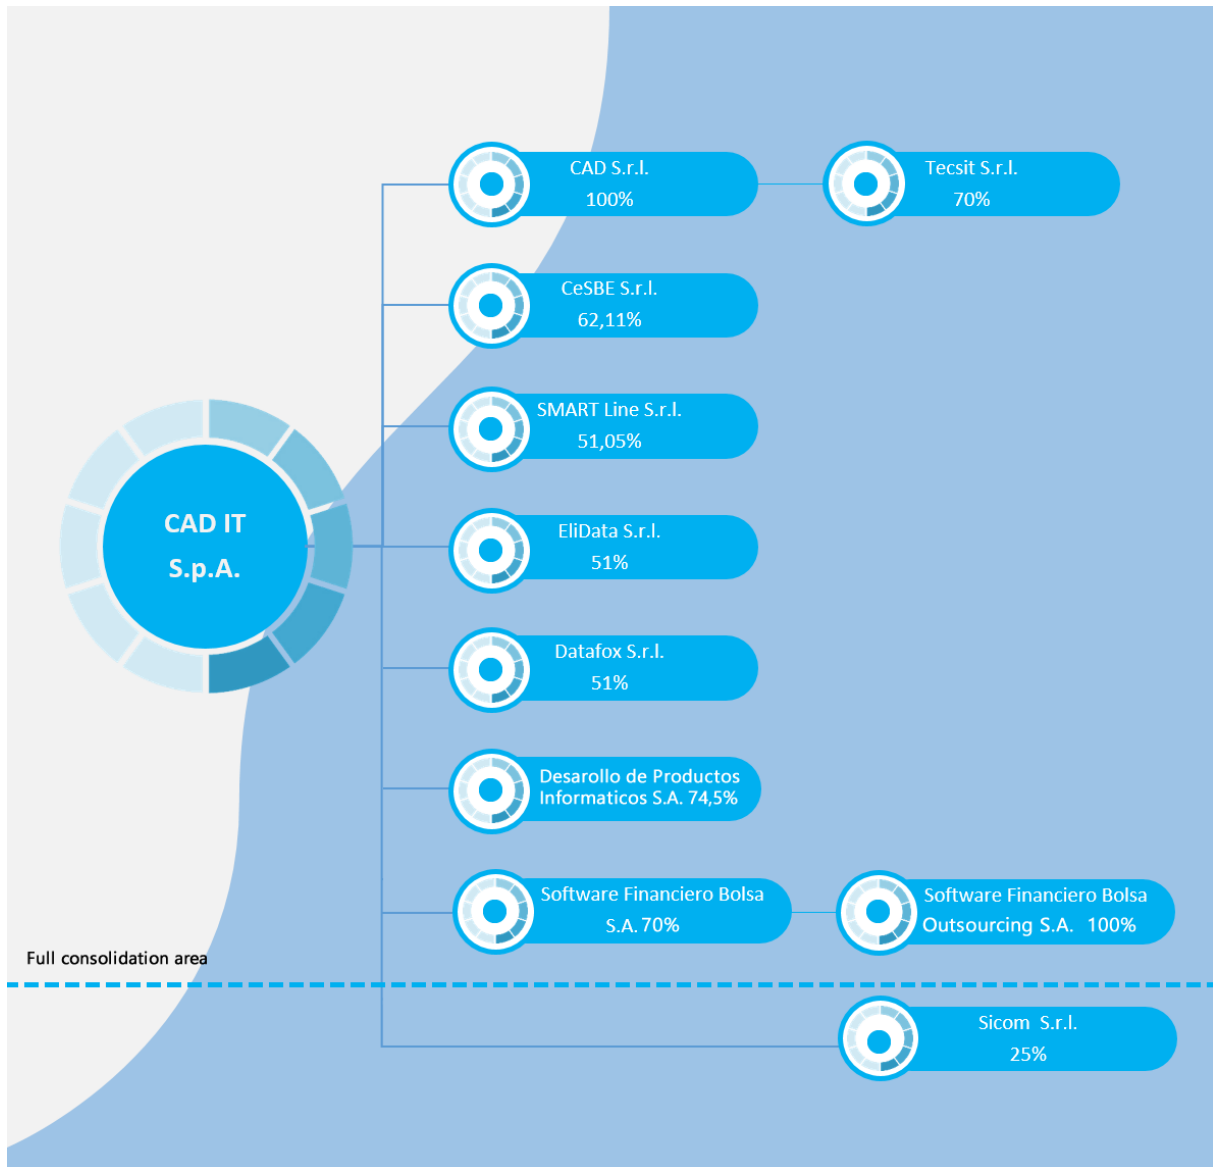 CAD IT
S.p.A.
CAD S.r.l.
100%
Tecsit S.r.l.
70%
CeSBE S.r.l.
62,11%
SMART Line S.r.l.
51,05%
EliData S.r.l.
51%
Datafox S.r.l.
51%
Desarollo de Productos
Informaticos S.A. 74,5%
Software Financiero Bolsa
S.A. 70%
Software Financiero Bolsa
Outsourcing S.A. 100%
Full consolidation area
Sicom S.r.l.
25%